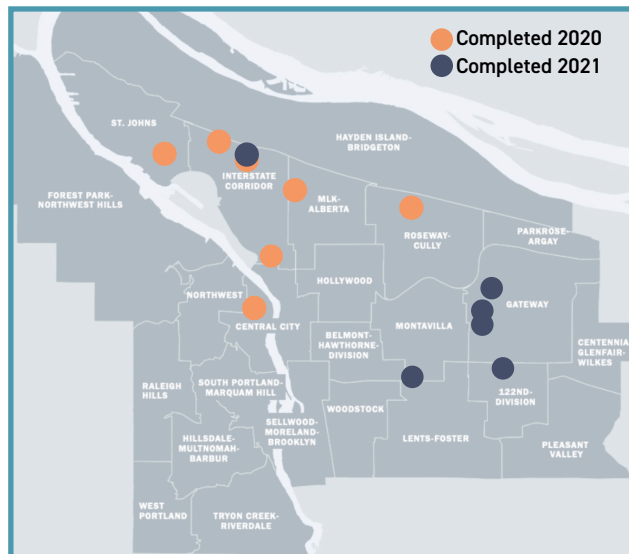 Completed 2020
Completed 2021
ST. JOHNS
HAYDEN ISLAND-
BRIDGETON
INTERSTATE
CORRIDOR
FOREST PARK-
NORTHWEST HILLS
MLK-
ALBERTA
ROSEWAY-
CULLY
PARKROSE-
ARGAY
HOLLYWOOD
NORTHWEST
GATEWAY
CENTRAL CITY
MONTAVILLA
BELMONT-
HAWTHORNE-
DIVISION
CENTENNIAL
GLENFAIR-
WILKES
RALEIGH
HILLS
SOUTH PORTLAND-
MARQUAM HILL
122ND-
DIVISION
WOODSTOCK
SELLWOOD-
MORELAND-
BROOKLYN
HILLSDALE-
MULTNOMAH-
BARBUR
LENTS-FOSTER
PLEASANT
VALLEY
WEST
PORTLAND
TRYON CREEK-
RIVERDALE